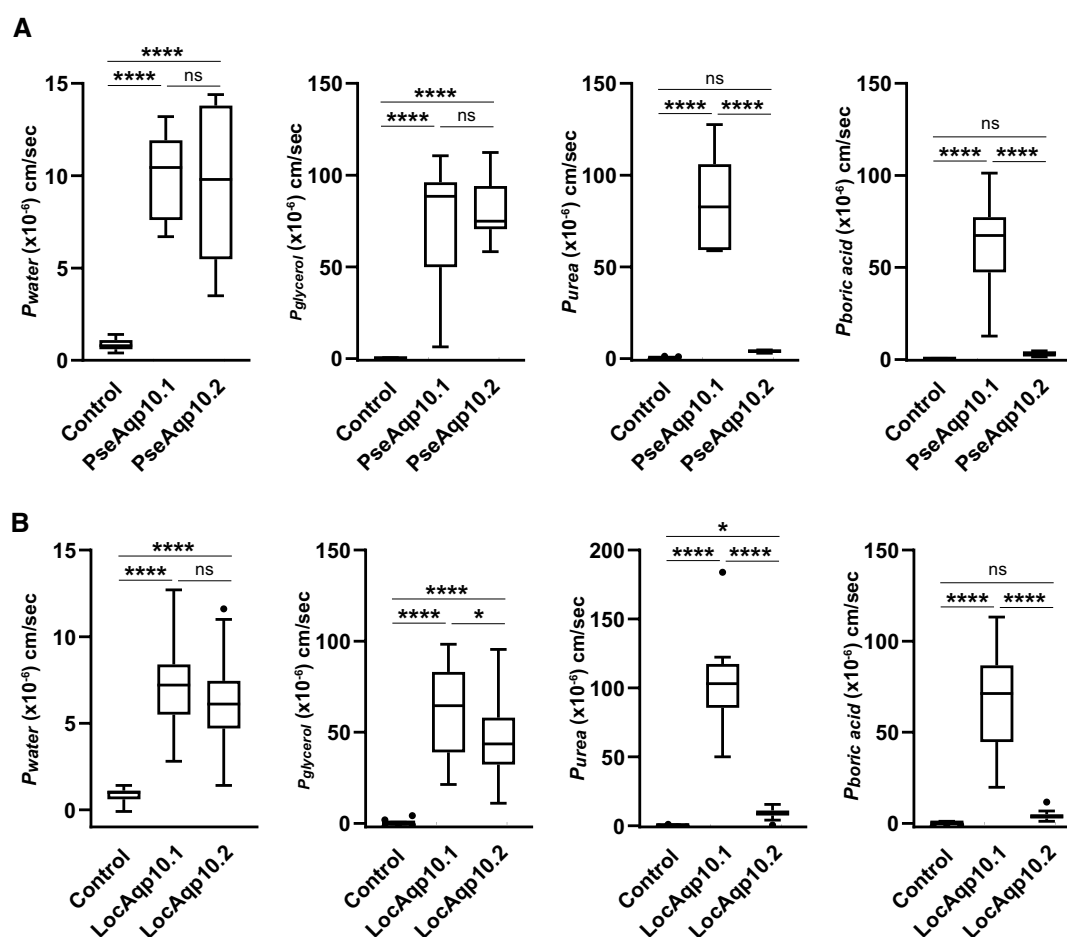 A
Pwater (x10⁻⁶) cm/sec
15
10
5
0
****
****
ns
Control
PseAqp10.1
PseAqp10.2
Pglycerol (x10⁻⁶) cm/sec
150
100
50
0
****
****
ns
Control
PseAqp10.1
PseAqp10.2
Purea (x10⁻⁶) cm/sec
150
100
50
0
ns
****
****
Control
PseAqp10.1
PseAqp10.2
Pboric acid (x10⁻⁶) cm/sec
150
100
50
0
ns
****
****
Control
PseAqp10.1
PseAqp10.2
B
Pwater (x10⁻⁶) cm/sec
15
10
5
0
****
****
ns
Control
LocAqp10.1
LocAqp10.2
Pglycerol (x10⁻⁶) cm/sec
150
100
50
0
****
****
*
Control
LocAqp10.1
LocAqp10.2
Purea (x10⁻⁶) cm/sec
200
150
100
50
0
*
****
****
Control
LocAqp10.1
LocAqp10.2
Pboric acid (x10⁻⁶) cm/sec
150
100
50
0
ns
****
****
Control
LocAqp10.1
LocAqp10.2